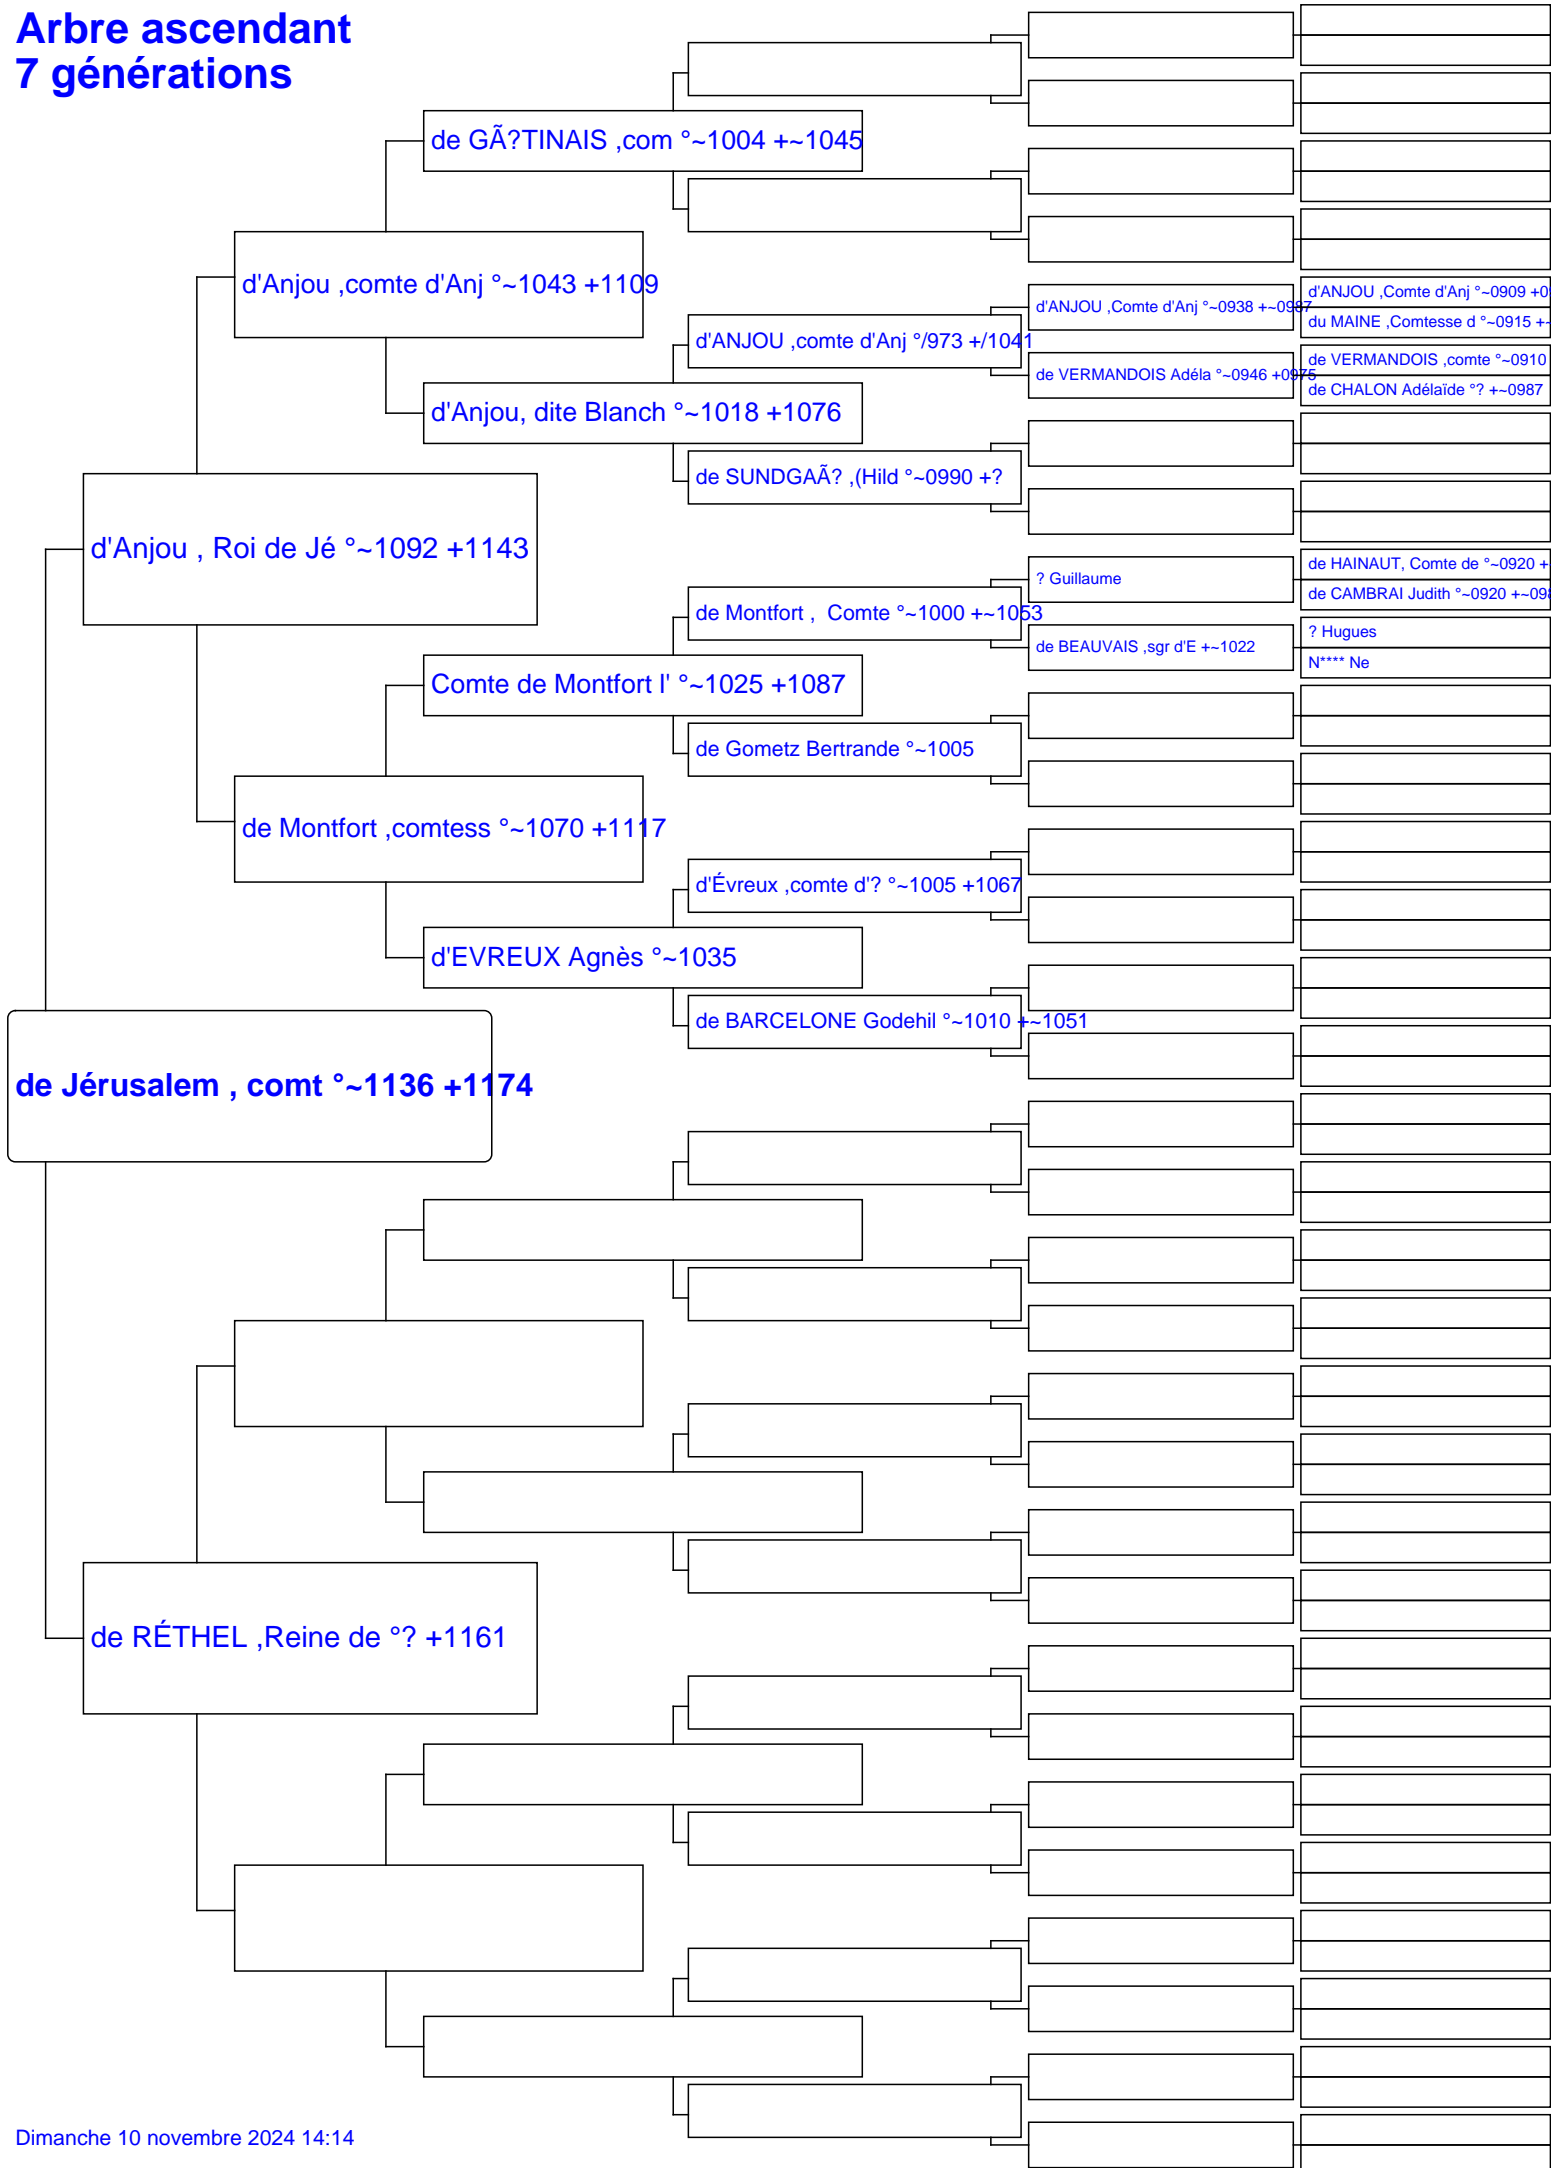 Arbre ascendant
7 générations
de GÃ?TINAIS ,com °~1004 +~1045
d'Anjou ,comte d'Anj °~1043 +1109
d'ANJOU ,Comte d'Anj °~0938 +~0987
d'ANJOU ,Comte d'Anj °~0909 +0
du MAINE ,Comtesse d °~0915 +~
d'ANJOU ,comte d'Anj °/973 +/1041
de VERMANDOIS Adéla °~0946 +0975
de VERMANDOIS ,comte °~0910
de CHALON Adélaïde °? +~0987
d'Anjou, dite Blanch °~1018 +1076
de SUNDGAÃ? ,(Hild °~0990 +?
d'Anjou , Roi de Jé °~1092 +1143
? Guillaume
de HAINAUT, Comte de °~0920 +
de CAMBRAI Judith °~0920 +~098
de Montfort , Comte °~1000 +~1053
de BEAUVAIS ,sgr d'E +~1022
? Hugues
N**** Ne
Comte de Montfort l' °~1025 +1087
de Gometz Bertrande °~1005
de Montfort ,comtess °~1070 +1117
d'Évreux ,comte d'? °~1005 +1067
d'EVREUX Agnès °~1035
de BARCELONE Godehil °~1010 +~1051
de Jérusalem , comt °~1136 +1174
de RÉTHEL ,Reine de °? +1161
Dimanche 10 novembre 2024 14:14